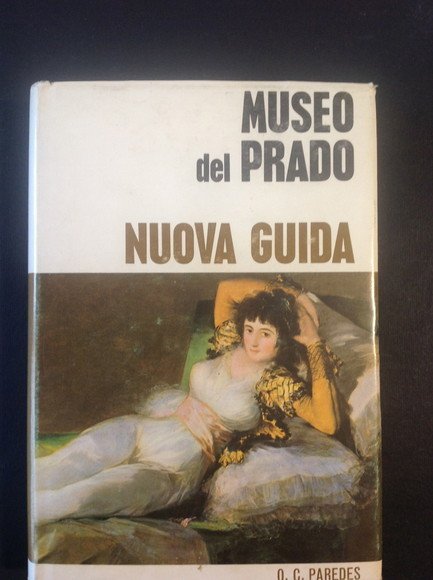 MUSEO
del PRADO
NUOVA GUIDA
O. C. PAREDES